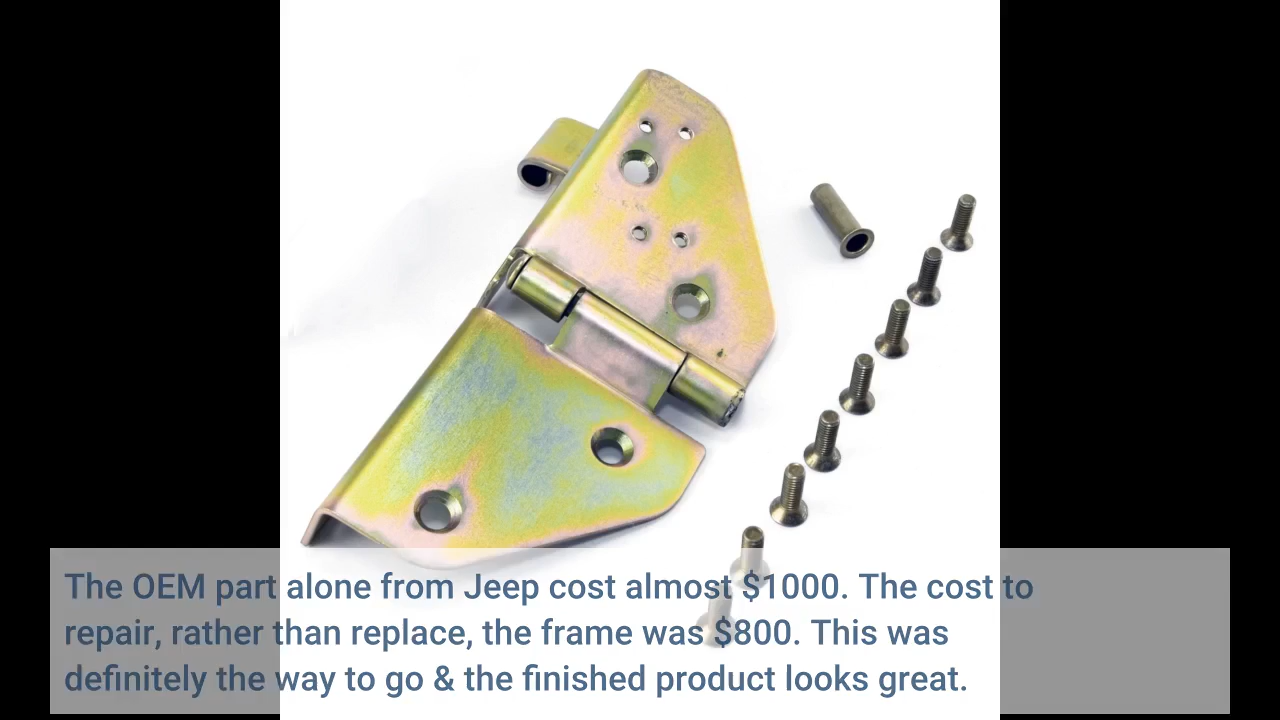 The OEM part alone from Jeep cost almost $1000. The cost to
repair, rather than replace, the frame was $800. This was
definitely the way to go & the finished product looks great.